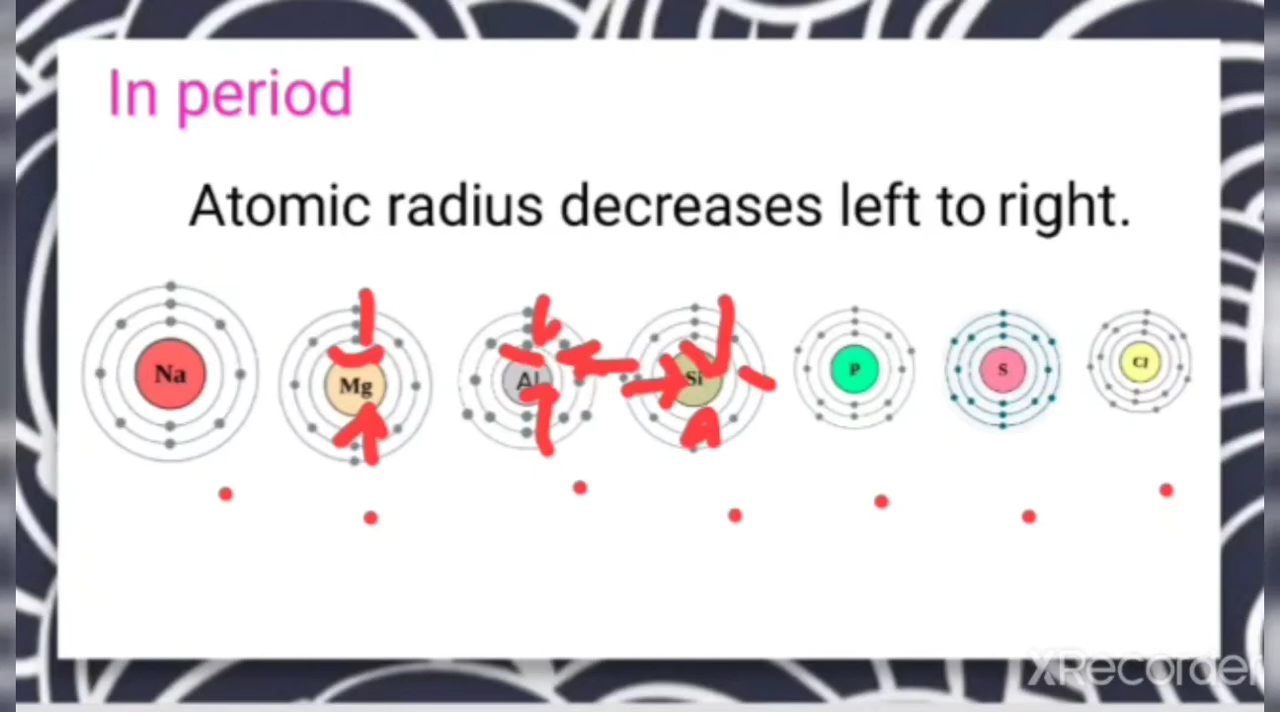 In period
Atomic radius decreases left to right.
Na Mg Al Si P S Cl
XRecorder